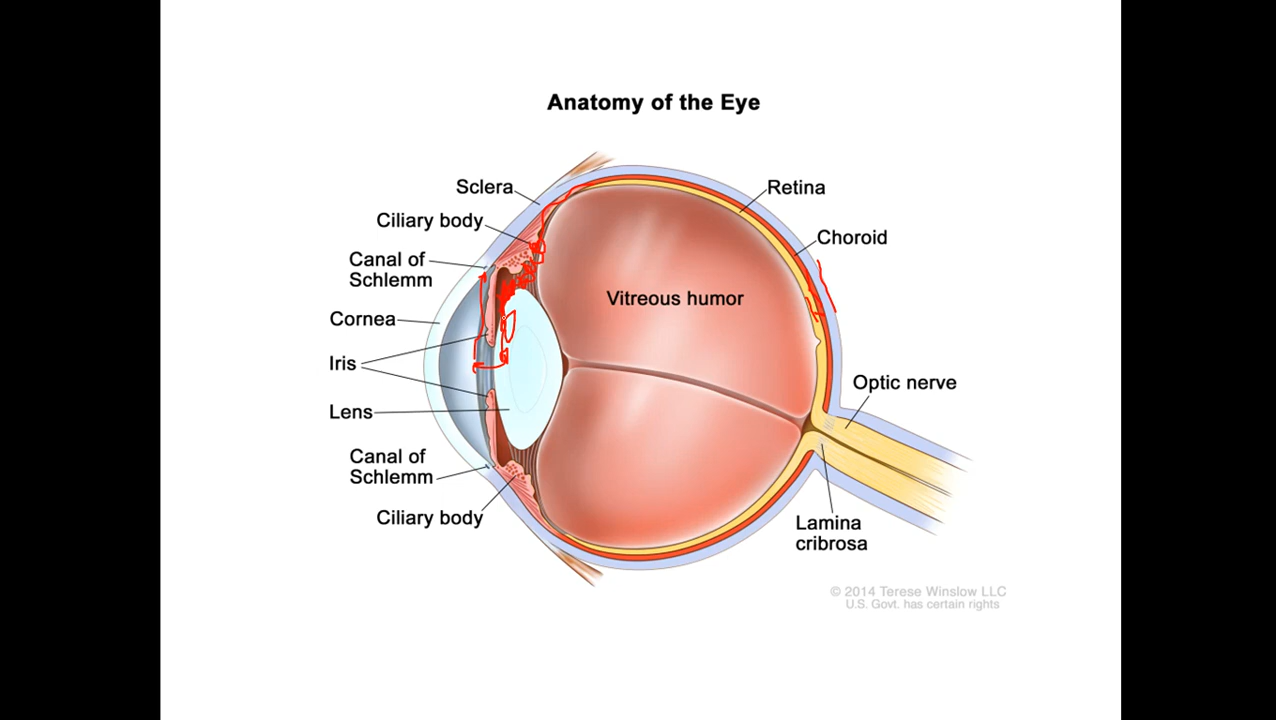 Anatomy of the Eye
Sclera
Ciliary body
Canal of
Schlemm
Cornea
Iris
Lens
Canal of
Schlemm
Ciliary body
Vitreous humor
Retina
Choroid
Optic nerve
Lamina
cribrosa
© 2014 Terese Winslow LLC
U.S. Govt. has certain rights